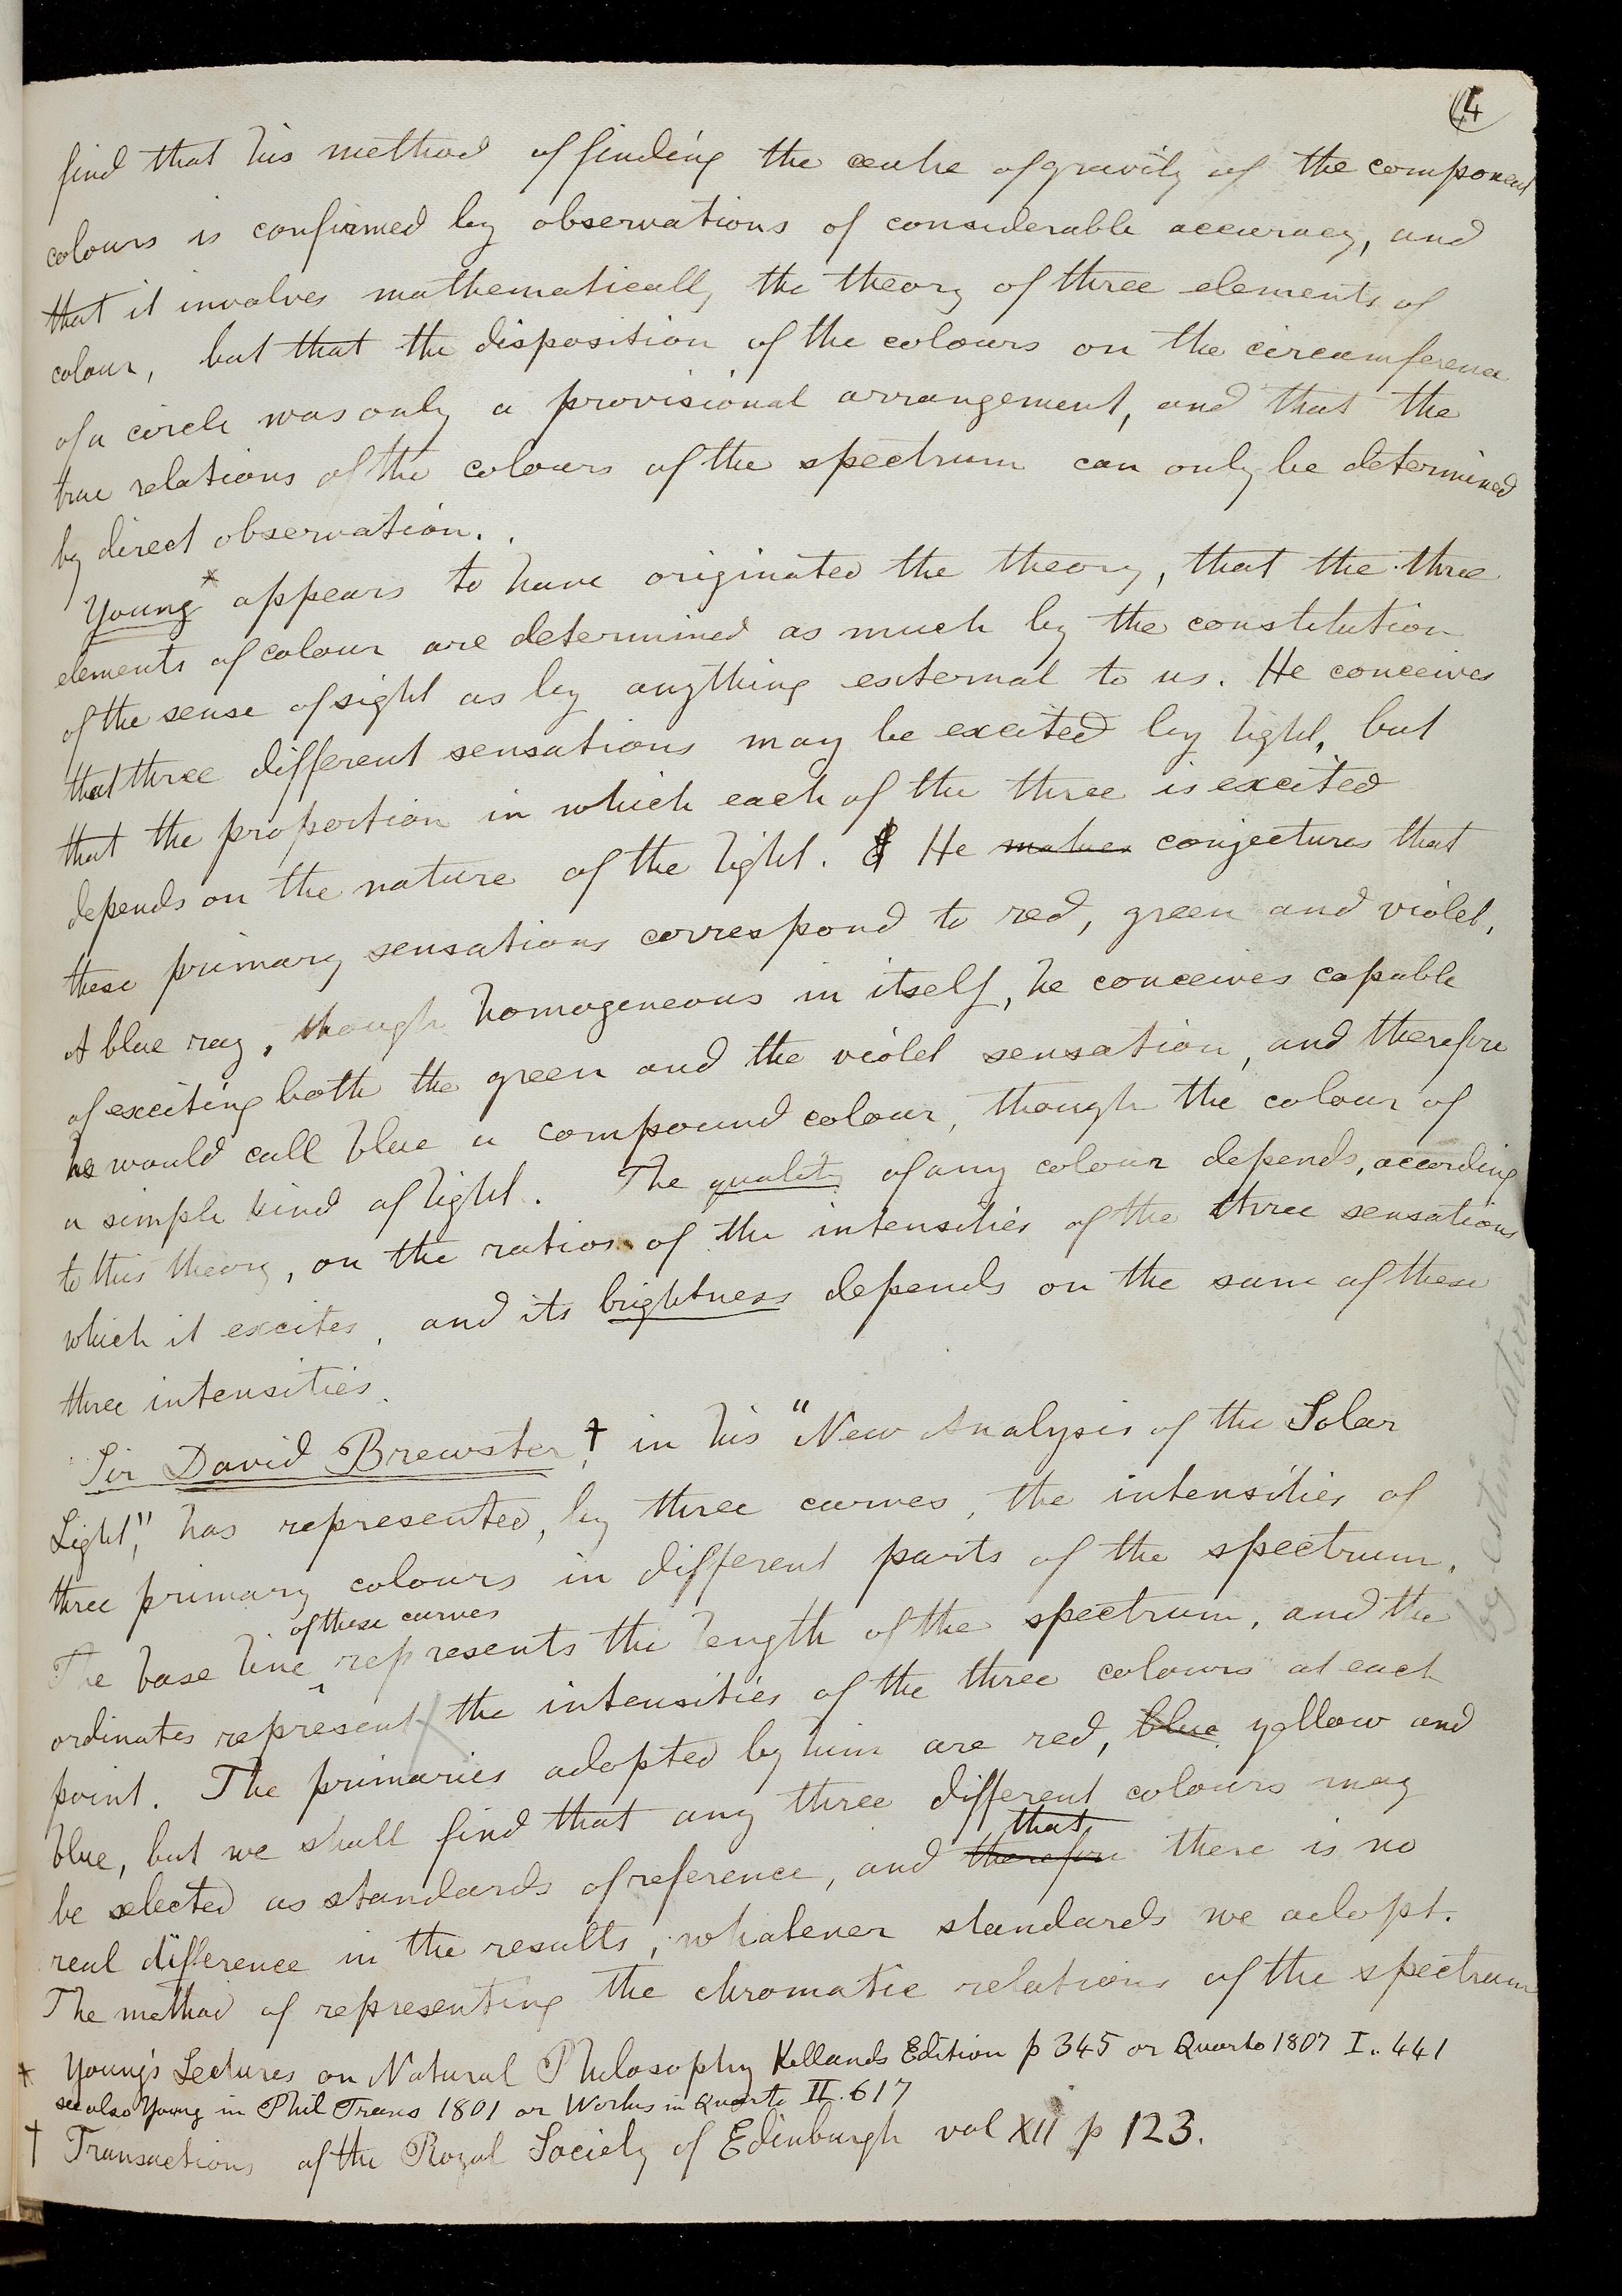 4
find that his method of finding the centre of gravity of the component
colours is confirmed by observations of considerable accuracy, and
that it involves mathematically the theory of three elements of
colour, but that the disposition of the colours on the circumference
of a circle was only a provisional arrangement, and that the
true relations of the colours of the spectrum can only be determined
by direct observation.
Young* appears to have originated the theory, that the three
elements of colour are determined as much by the constitution
of the sense of sight as by anything external to us. He conceives
that three different sensations may be excited by light, but
that the proportion in which each of the three is excited
depends on the nature of the light. He makes conjectures that
these primary sensations correspond to red, green and violet,
A blue ray, though homogeneous in itself, he conceives capable
of exciting both the green and the violet sensation, and therefore
he would call blue a compound colour, though the colour of
a simple kind of light. The quality of any colour depends, according
to this theory, on the ratios of the intensities of the three sensations
which it excites, and its brightness depends on the sum of these
three intensities.
Sir David Brewster,† in his "New Analysis of the Solar
Light," has represented, by three curves, the intensities of
three primary colours in different parts of the spectrum.
of these curves
The base line ‸ represents the length of the spectrum, and the
ordinates represent the intensities of the three colours at each
by estimation
point. The primaries adopted by him are red, blue yellow and
blue, but we shall find that any three different colours may
that
be selected as standards of reference, and therefore there is no
real difference in the results, whatever standards we adopt.
The method of representing the chromatic relations of the spectrum
* Young's Lectures on Natural Philosophy Kellands Edition p 345 or Quarto 1807 I.. 441
see also Young in Phil Trans 1801 or Works in Quarto II. 617
† Transactions of the Royal Society of Edinburgh vol XII p 123.